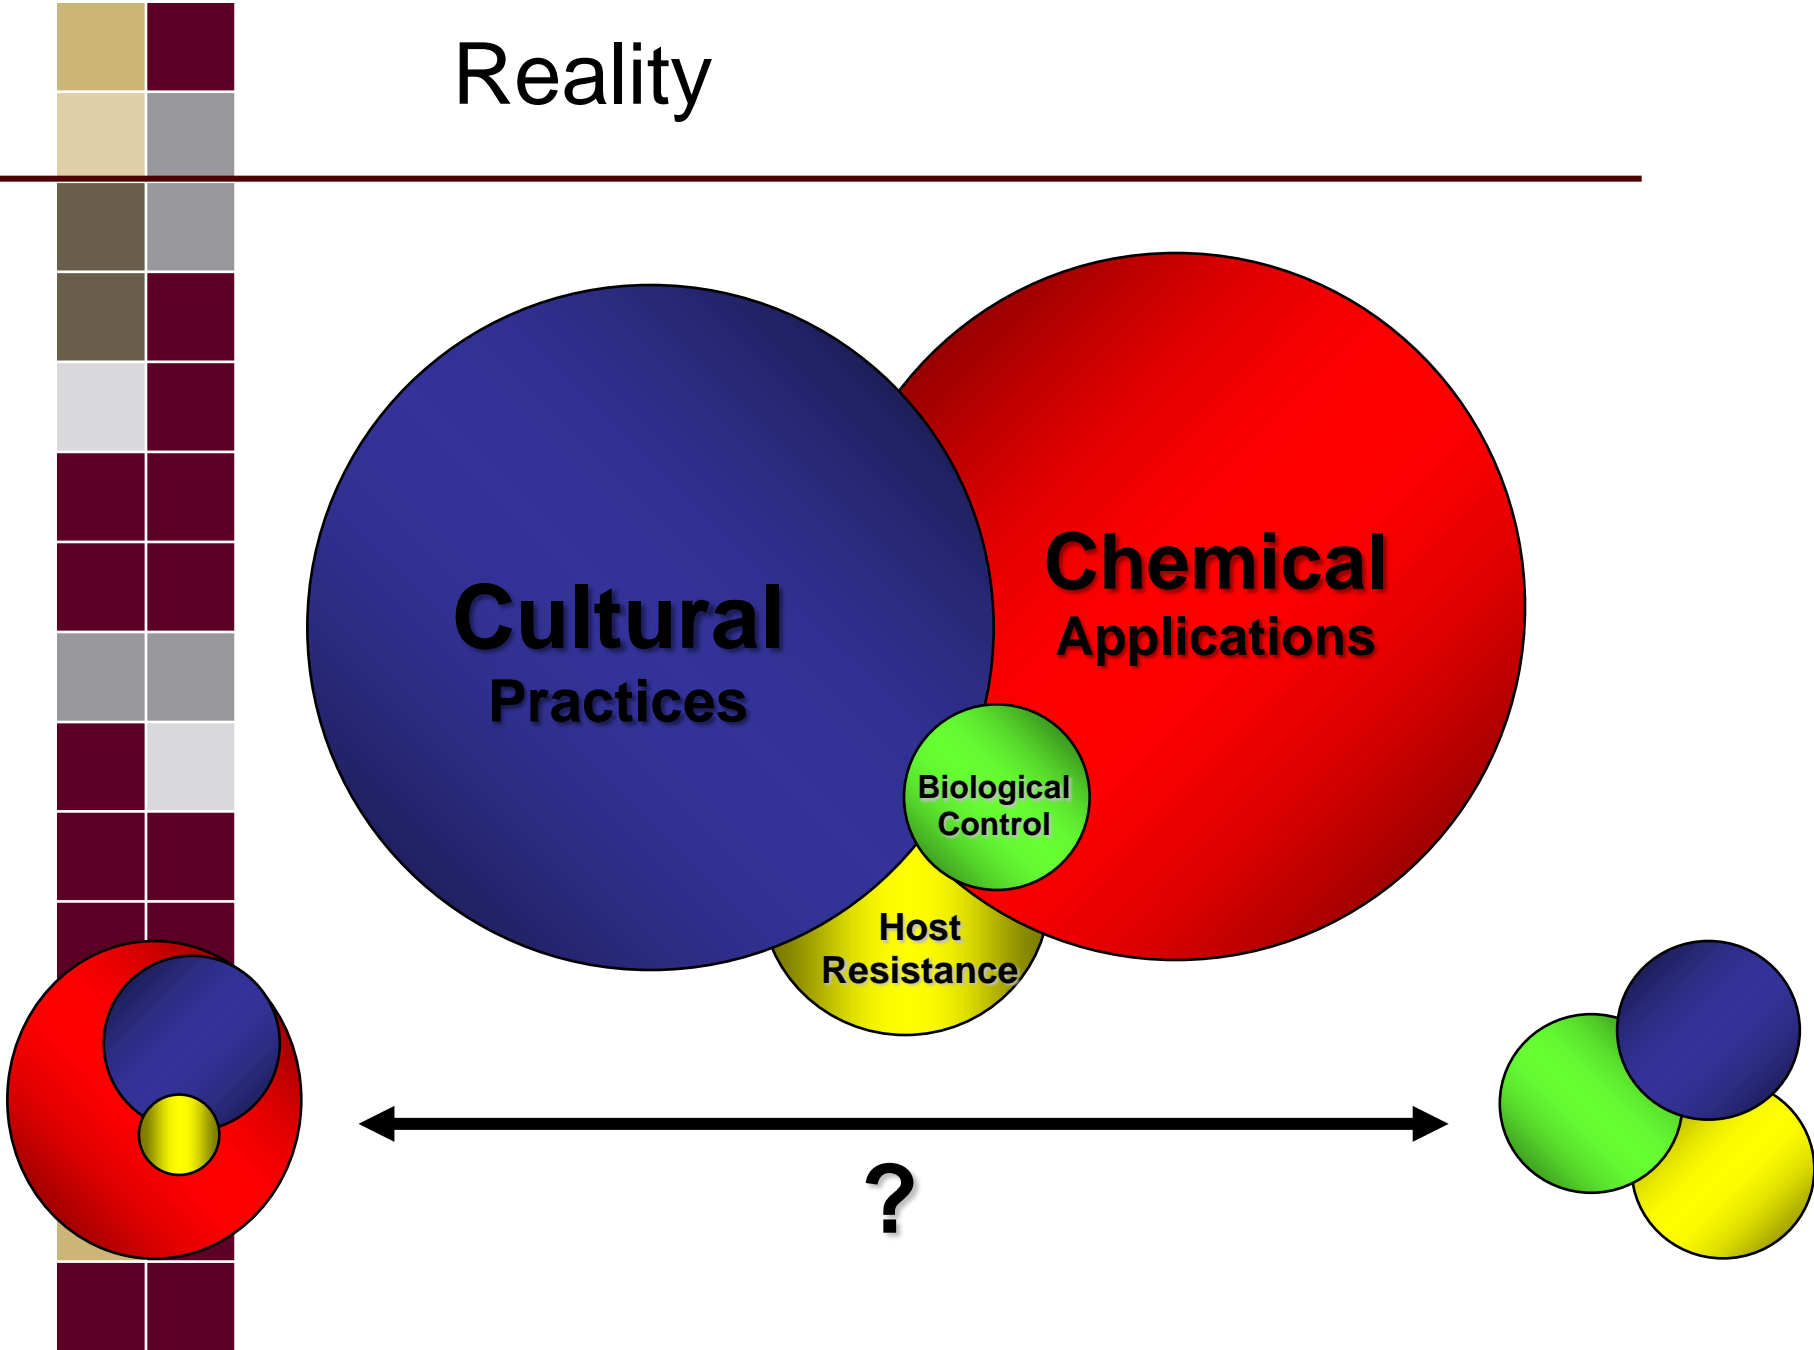 Reality
Cultural
Practices
Chemical
Applications
Biological
Control
Host
Resistance
?